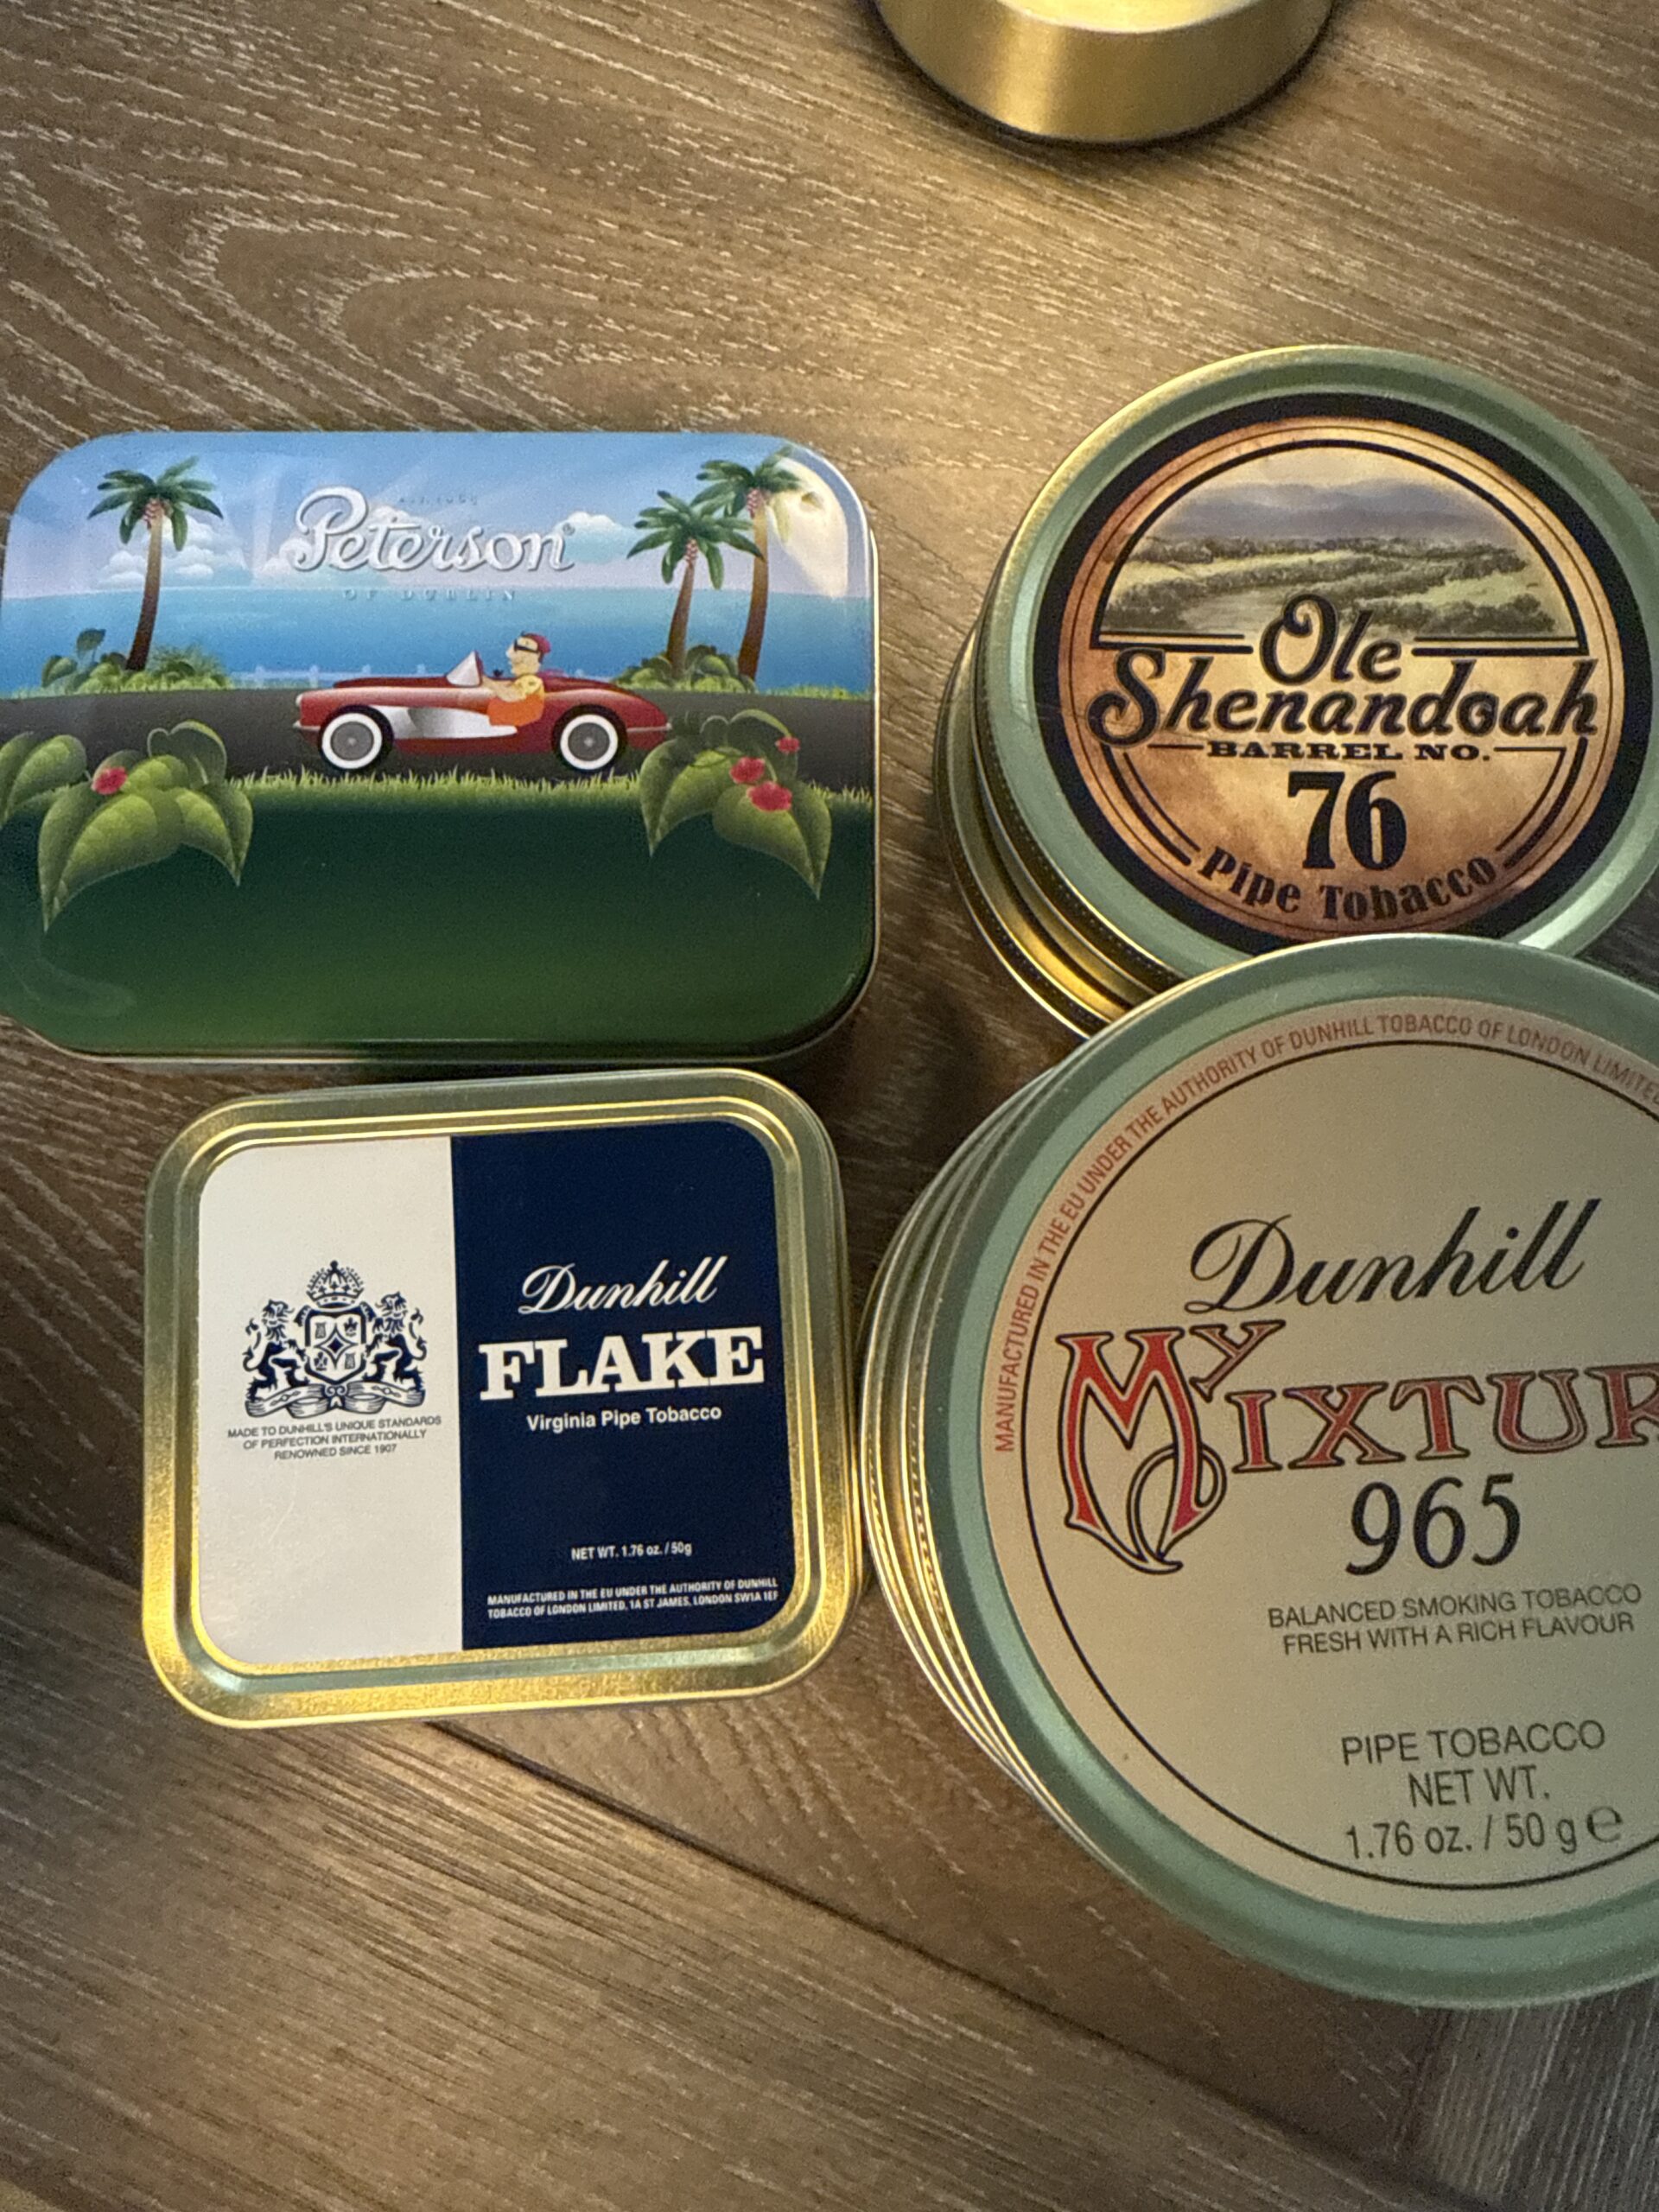 Peterson®
OF DUBLIN
Ole
Shenandoah
BARREL NO.
76
Pipe Tobacco
Dunhill
FLAKE
Virginia Pipe Tobacco
MADE TO DUNHILL'S UNIQUE STANDARDS
OF PERFECTION INTERNATIONALLY
RENOWNED SINCE 1907
NET WT. 1.76 oz. / 50g
MANUFACTURED IN THE EU UNDER THE AUTHORITY OF DUNHILL
TOBACCO OF LONDON LIMITED, 1A ST JAMES, LONDON SW1A 1EF
MANUFACTURED IN THE EU UNDER THE AUTHORITY OF DUNHILL TOBACCO OF LONDON LIMITED
Dunhill
MY MIXTUR
965
BALANCED SMOKING TOBACCO
FRESH WITH A RICH FLAVOUR
PIPE TOBACCO
NET WT.
1.76 oz. / 50 g e